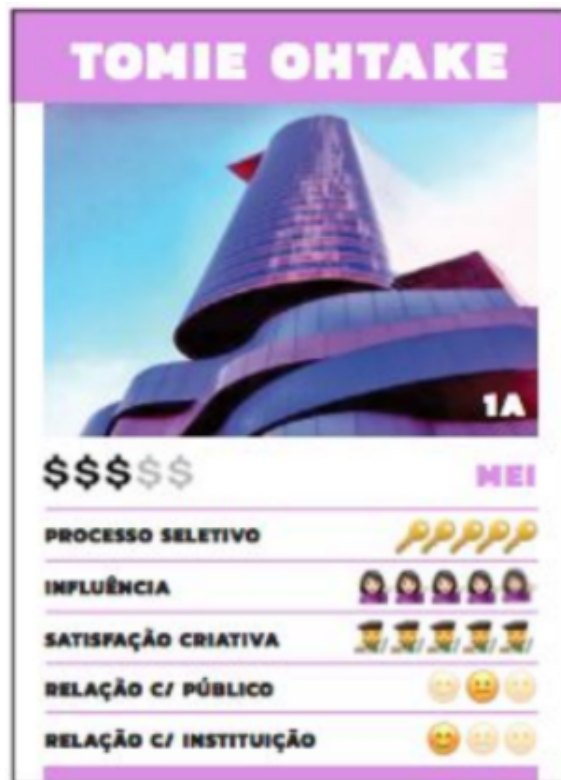 TOMIE OHTAKE
1A
$$$$$ MEI
PROCESSO SELETIVO
INFLUÊNCIA
SATISFAÇÃO CRIATIVA
RELAÇÃO C/ PÚBLICO
RELAÇÃO C/ INSTITUIÇÃO